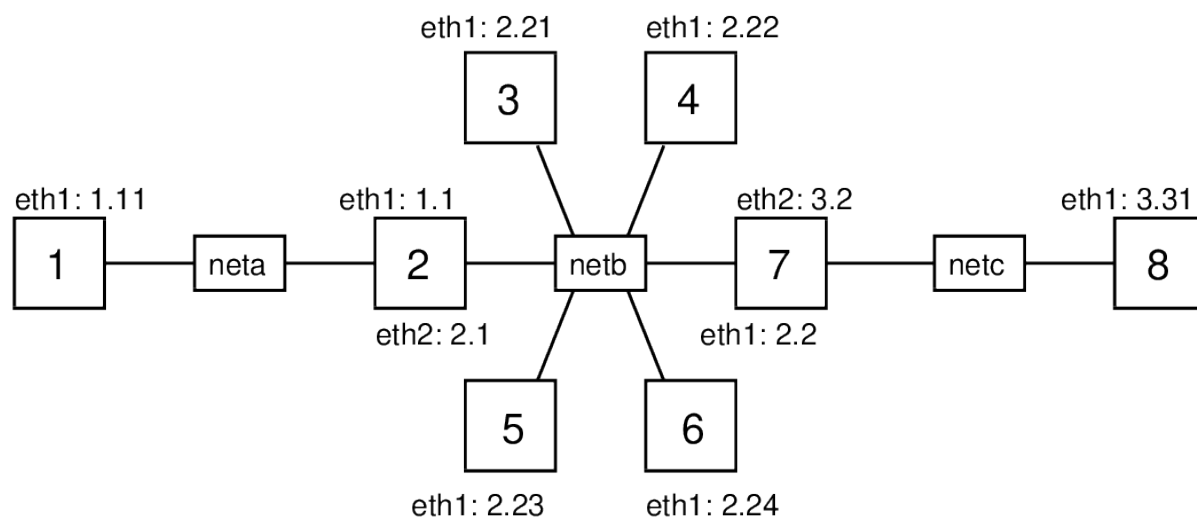 eth1: 2.21
eth1: 2.22
3
4
eth1: 1.11
eth1: 1.1
eth2: 3.2
eth1: 3.31
1
neta
2
netb
7
netc
8
eth2: 2.1
eth1: 2.2
5
6
eth1: 2.23
eth1: 2.24